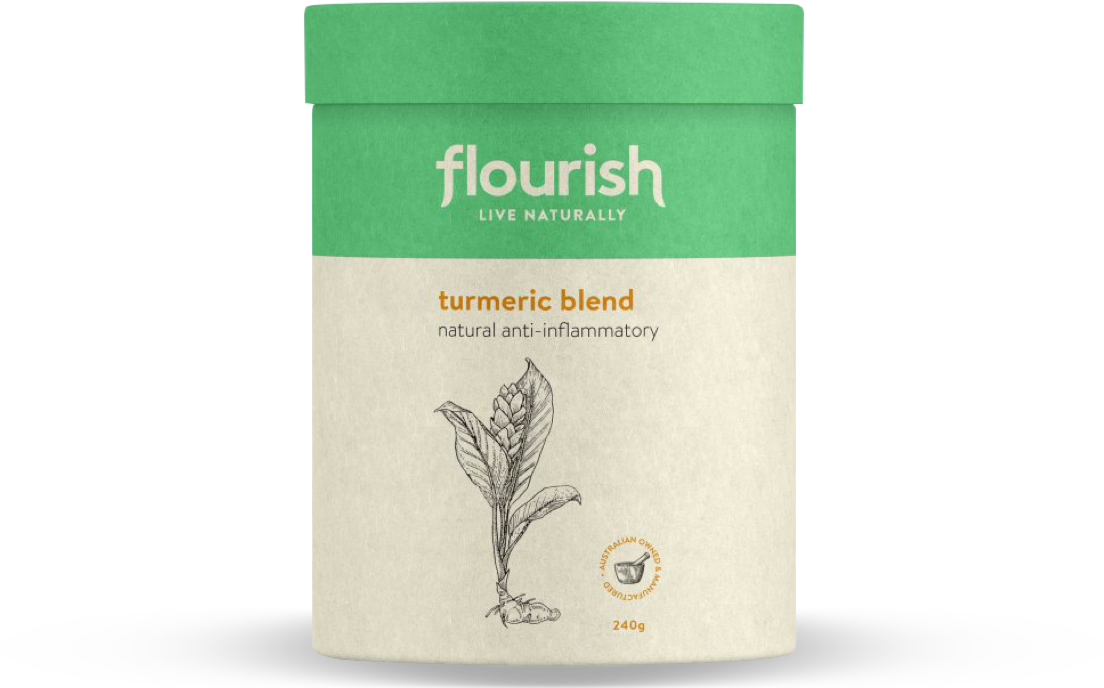 flourish
LIVE NATURALLY
turmeric blend
natural anti-inflammatory
• AUSTRALIAN OWNED & MANUFACTURED
240g